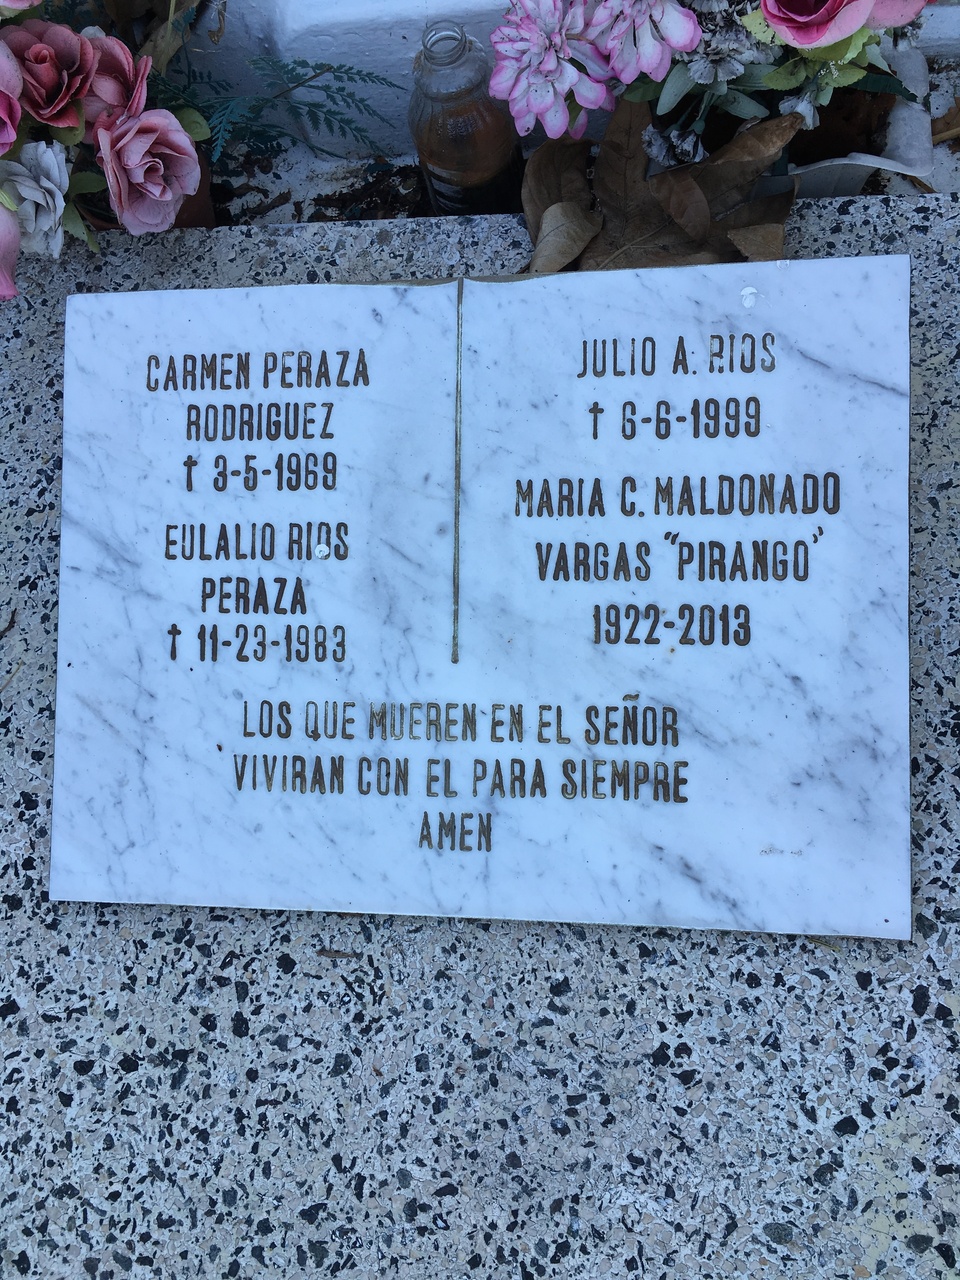 CARMEN PERAZA
RODRIGUEZ
† 3-5-1969
EULALIO RIOS
PERAZA
† 11-23-1983
JULIO A. RIOS
† 6-6-1999
MARIA C. MALDONADO
VARGAS "PIRANGO"
1922-2013
LOS QUE MUEREN EN EL SEÑOR
VIVIRAN CON EL PARA SIEMPRE
AMEN